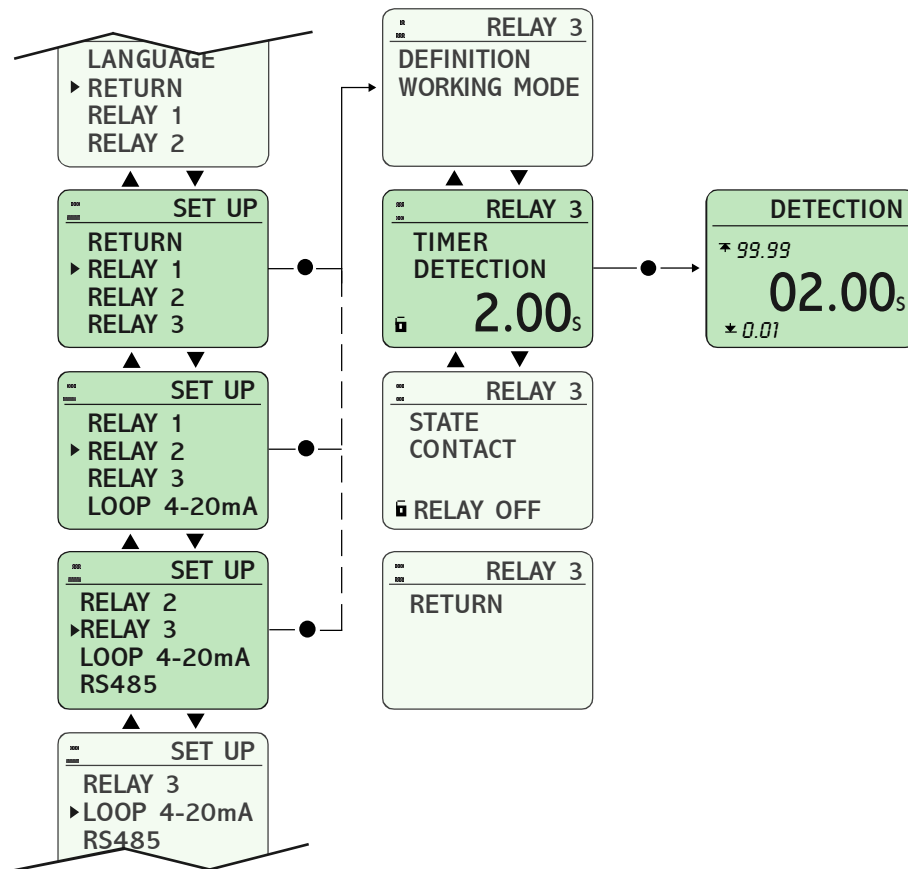 LANGUAGE
RETURN
RELAY 1
RELAY 2
SET UP
RETURN
RELAY 1
RELAY 2
RELAY 3
SET UP
RELAY 1
RELAY 2
RELAY 3
LOOP 4-20mA
SET UP
RELAY 2
RELAY 3
LOOP 4-20mA
RS485
SET UP
RELAY 3
LOOP 4-20mA
RS485
RELAY 3
DEFINITION
WORKING MODE
RELAY 3
TIMER
DETECTION
2.00s
RELAY 3
STATE
CONTACT
RELAY OFF
RELAY 3
RETURN
DETECTION
99.99
02.00s
0.01